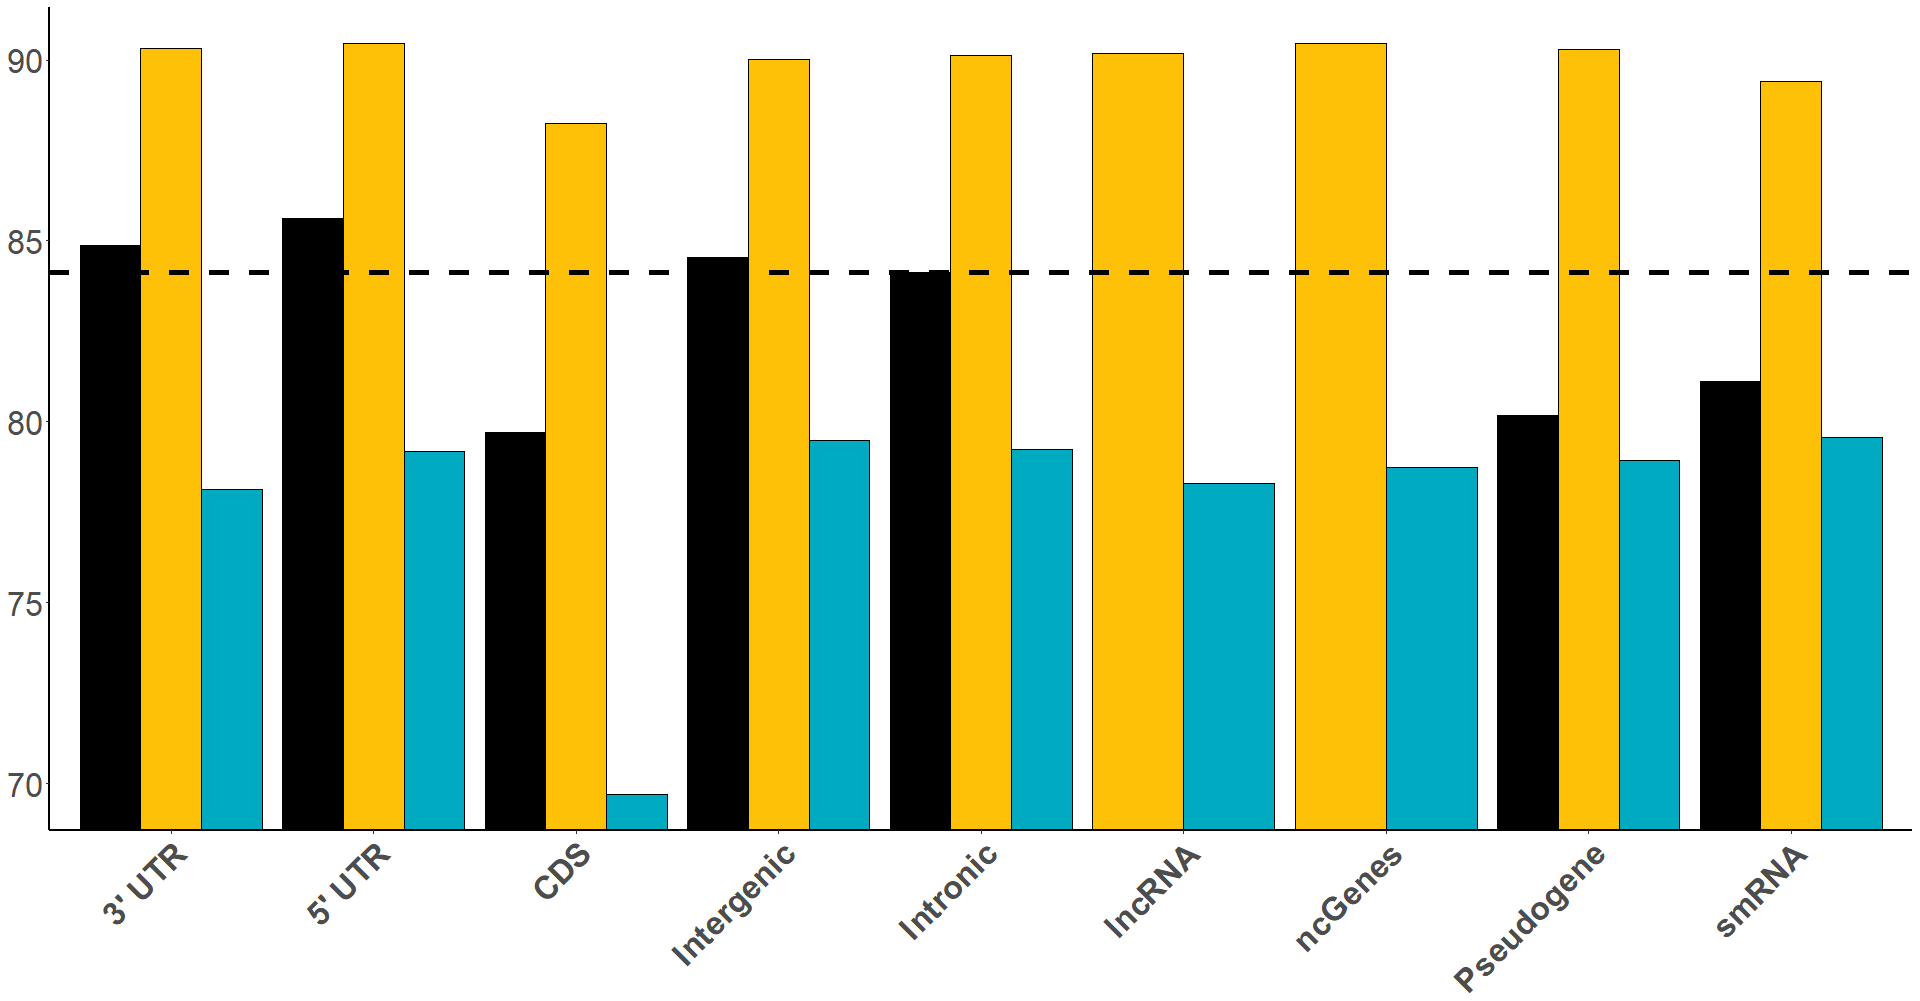 90
85
80
75
70
3' UTR
5' UTR
CDS
Intergenic
Intronic
lncRNA
ncGenes
Pseudogene
smRNA